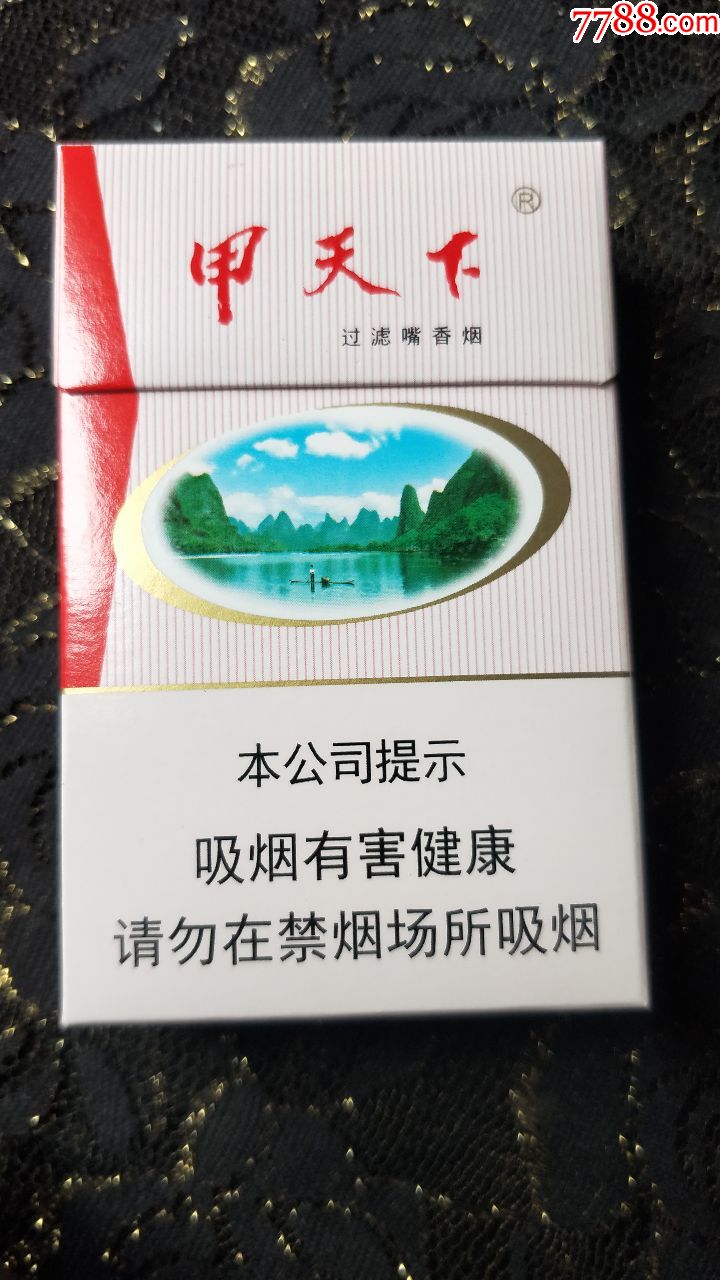 7788.com
®
甲天下
过滤嘴香烟
本公司提示
吸烟有害健康
请勿在禁烟场所吸烟